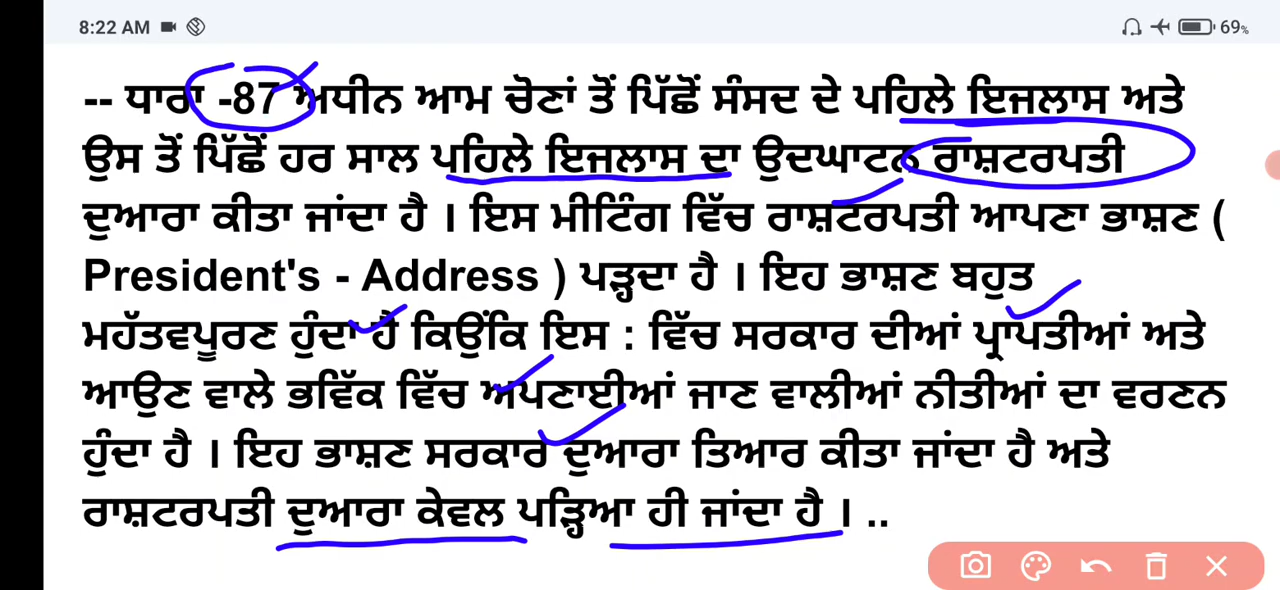 8:22 AM
69%
-- ਧਾਰਾ -87 ਅਧੀਨ ਆਮ ਚੋਣਾਂ ਤੋਂ ਪਿੱਛੋਂ ਸੰਸਦ ਦੇ ਪਹਿਲੇ ਇਜਲਾਸ ਅਤੇ
ਉਸ ਤੋਂ ਪਿੱਛੋਂ ਹਰ ਸਾਲ ਪਹਿਲੇ ਇਜਲਾਸ ਦਾ ਉਦਘਾਟਨ ਰਾਸ਼ਟਰਪਤੀ
ਦੁਆਰਾ ਕੀਤਾ ਜਾਂਦਾ ਹੈ । ਇਸ ਮੀਟਿੰਗ ਵਿੱਚ ਰਾਸ਼ਟਰਪਤੀ ਆਪਣਾ ਭਾਸ਼ਣ (
President's - Address ) ਪੜ੍ਹਦਾ ਹੈ । ਇਹ ਭਾਸ਼ਣ ਬਹੁਤ
ਮਹੱਤਵਪੂਰਣ ਹੁੰਦਾ ਹੈ ਕਿਉਂਕਿ ਇਸ : ਵਿੱਚ ਸਰਕਾਰ ਦੀਆਂ ਪ੍ਰਾਪਤੀਆਂ ਅਤੇ
ਆਉਣ ਵਾਲੇ ਭਵਿੱਕ ਵਿੱਚ ਅਪਣਾਈਆਂ ਜਾਣ ਵਾਲੀਆਂ ਨੀਤੀਆਂ ਦਾ ਵਰਣਨ
ਹੁੰਦਾ ਹੈ । ਇਹ ਭਾਸ਼ਣ ਸਰਕਾਰ ਦੁਆਰਾ ਤਿਆਰ ਕੀਤਾ ਜਾਂਦਾ ਹੈ ਅਤੇ
ਰਾਸ਼ਟਰਪਤੀ ਦੁਆਰਾ ਕੇਵਲ ਪੜ੍ਹਿਆ ਹੀ ਜਾਂਦਾ ਹੈ । ..